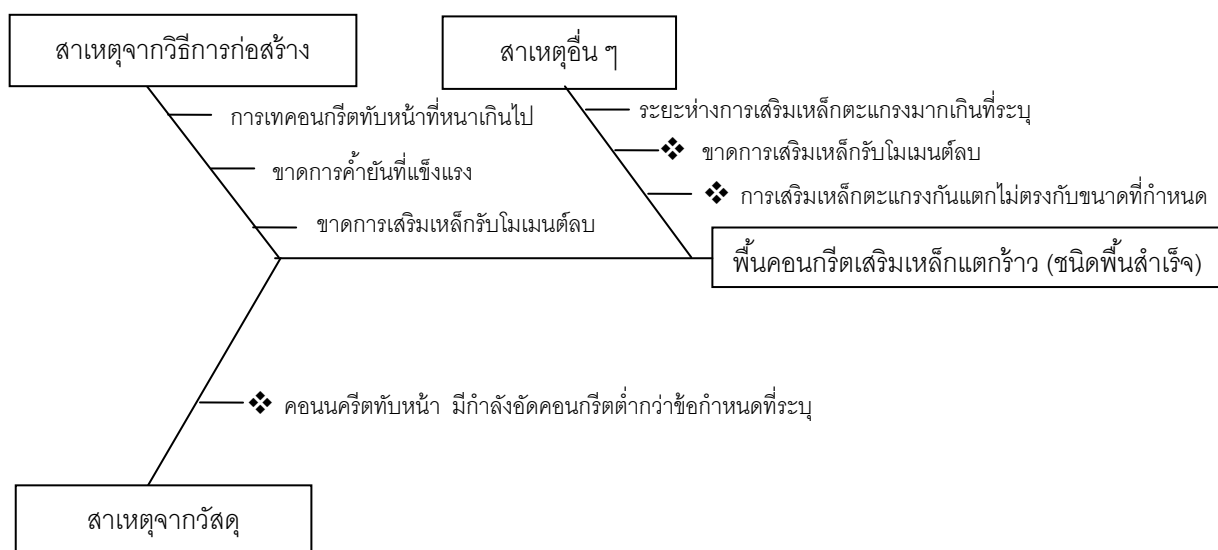 สาเหตุจากวิธีการก่อสร้าง
การเทคอนกรีตทับหน้าที่หนาเกินไป
ขาดการค้ำยันที่แข็งแรง
ขาดการเสริมเหล็กรับโมเมนต์ลบ
สาเหตุอื่น ๆ
ระยะห่างการเสริมเหล็กตะแกรงมากเกินที่ระบุ
❖ ขาดการเสริมเหล็กรับโมเมนต์ลบ
❖ การเสริมเหล็กตะแกรงกันแตกไม่ตรงกับขนาดที่กำหนด
พื้นคอนกรีตเสริมเหล็กแตกร้าว (ชนิดพื้นสำเร็จ)
❖ คอนนครีตทับหน้า มีกำลังอัดคอนกรีตต่ำกว่าข้อกำหนดที่ระบุ
สาเหตุจากวัสดุ